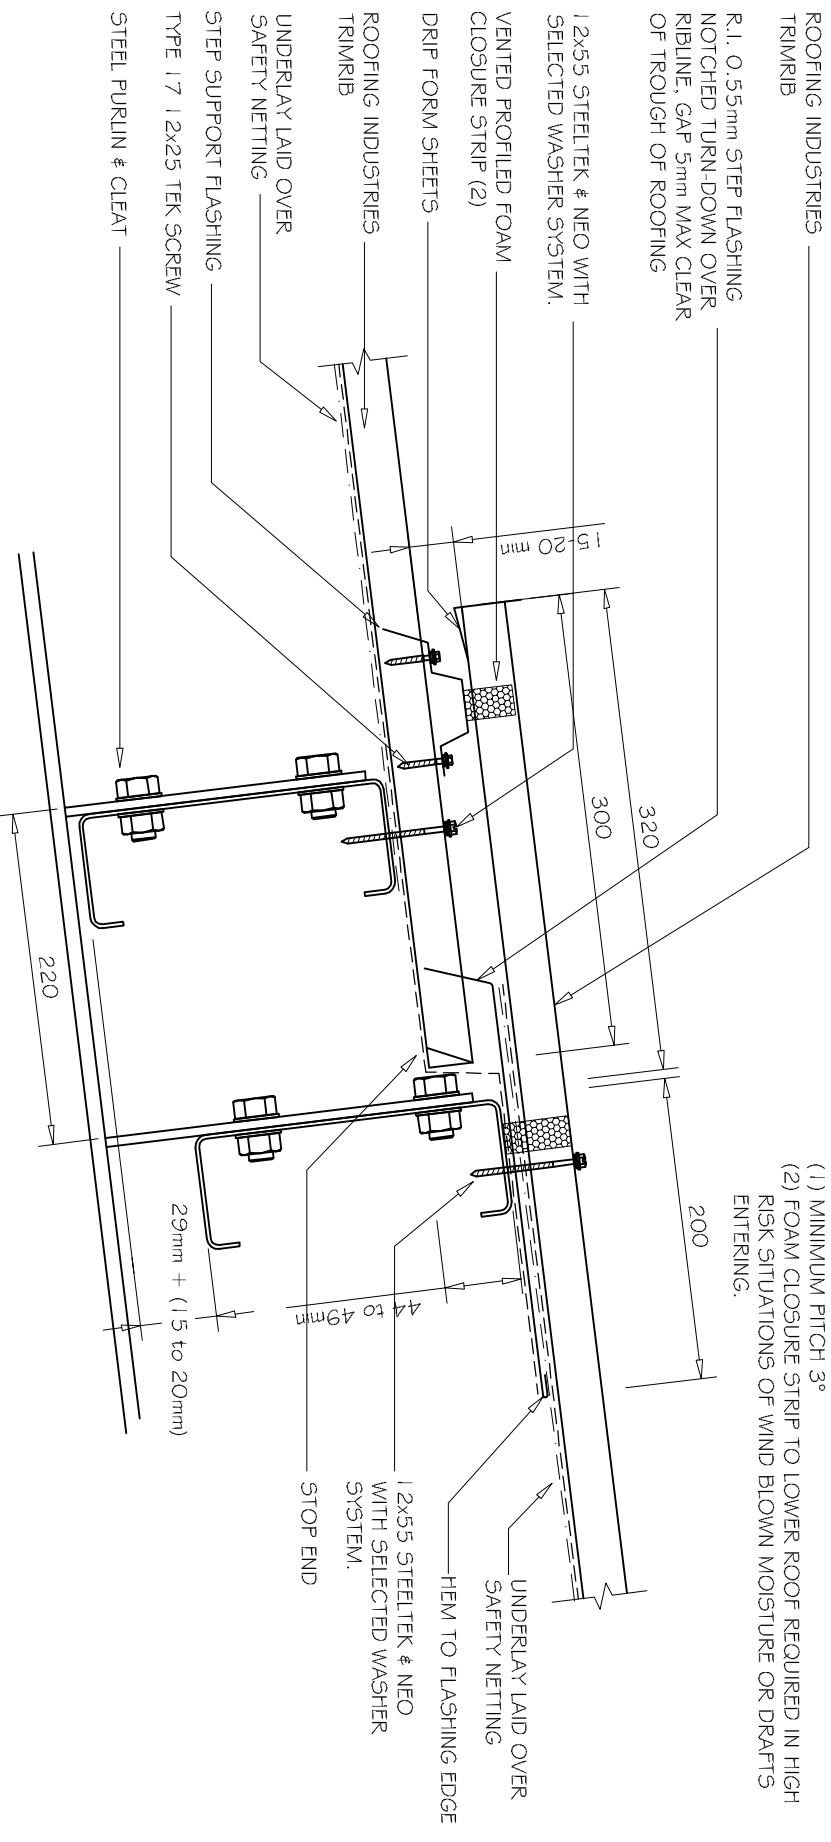 ROOFING INDUSTRIES
TRIMRIB
R.I. 0.55mm STEP FLASHING
NOTCHED TURN-DOWN OVER
RIBLINE, GAP 5mm MAX CLEAR
OF TROUGH OF ROOFING
12x55 STEELTEK & NEO WITH
SELECTED WASHER SYSTEM.
VENTED PROFILED FOAM
CLOSURE STRIP (2)
DRIP FORM SHEETS
ROOFING INDUSTRIES
TRIMRIB
UNDERLAY LAID OVER
SAFETY NETTING
STEP SUPPORT FLASHING
TYPE 17 12x25 TEK SCREW
STEEL PURLIN & CLEAT
15-20 min
320
300
200
220
29mm + (15 to 20mm)
44 to 49mm
(1) MINIMUM PITCH 3°
(2) FOAM CLOSURE STRIP TO LOWER ROOF REQUIRED IN HIGH
RISK SITUATIONS OF WIND BLOWN MOISTURE OR DRAFTS
ENTERING.
UNDERLAY LAID OVER
SAFETY NETTING
HEM TO FLASHING EDGE
12x55 STEELTEK & NEO
WITH SELECTED WASHER
SYSTEM.
STOP END